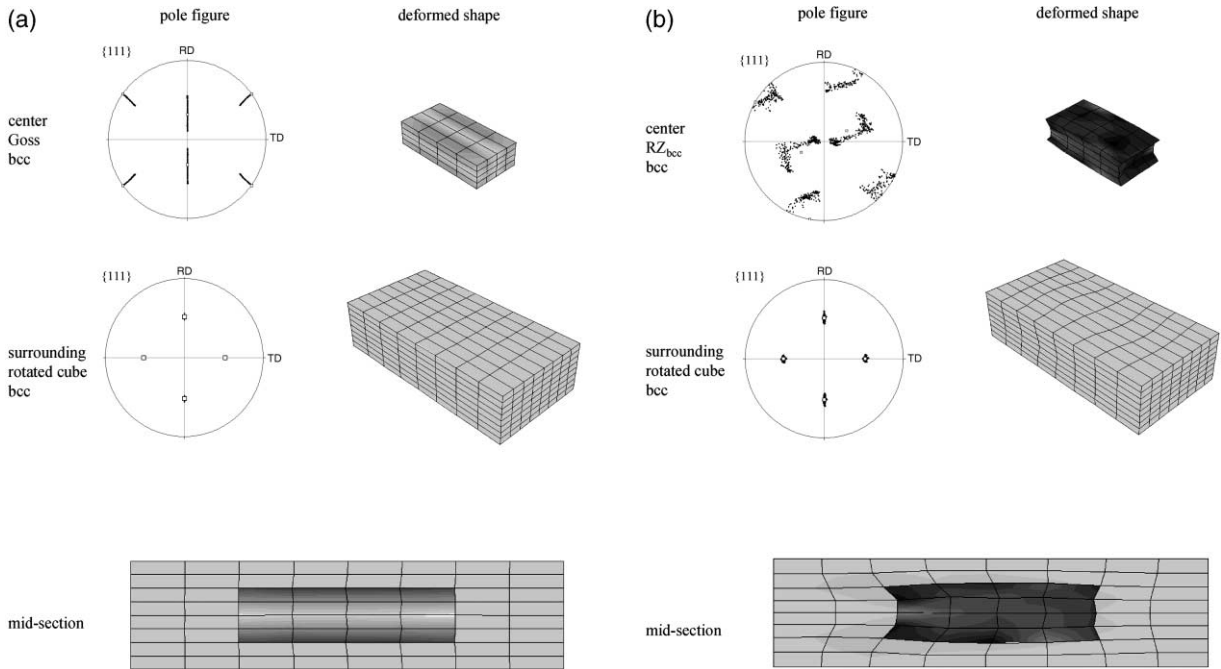 (a)
pole figure
deformed shape
{111}
RD
TD
center
Goss
bcc
{111}
RD
TD
surrounding
rotated cube
bcc
mid-section
(b)
pole figure
deformed shape
{111}
RD
TD
center
RZbcc
bcc
{111}
RD
TD
surrounding
rotated cube
bcc
mid-section